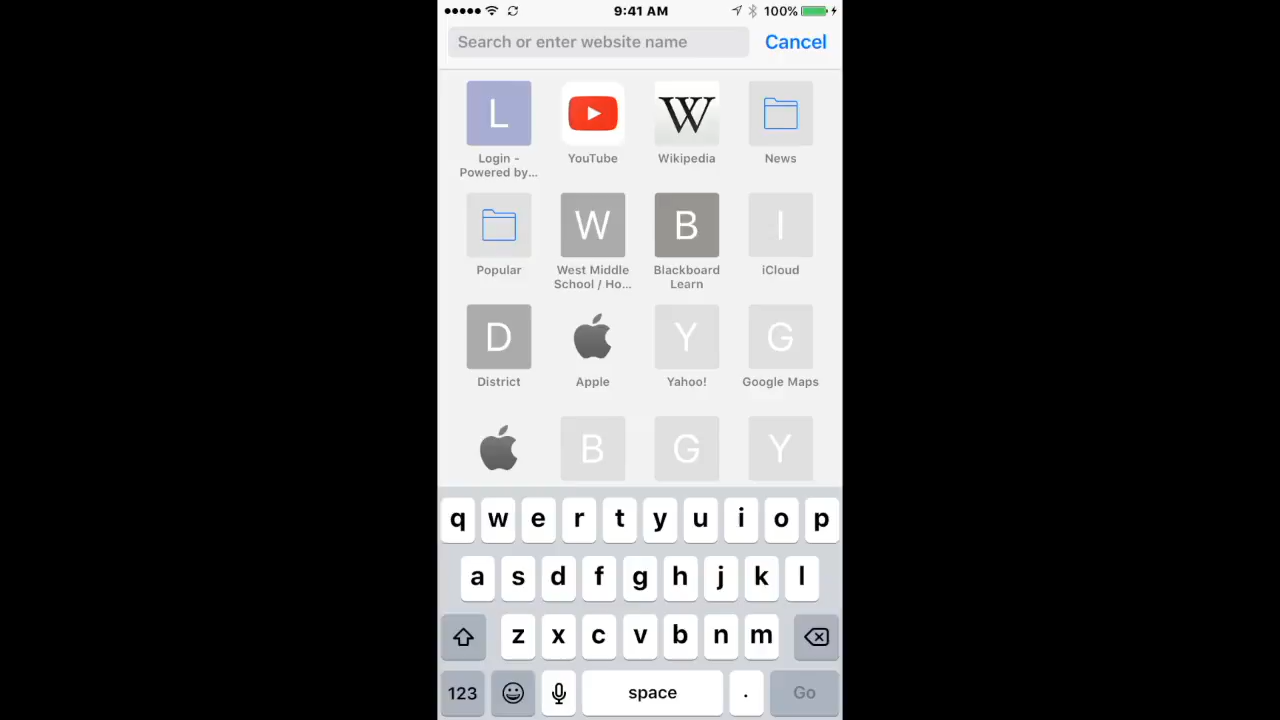 9:41 AM 100%
Search or enter website name Cancel
L W
Login - Powered by...
YouTube
Wikipedia
News
W B I
Popular
West Middle School / Ho...
Blackboard Learn
iCloud
D Y G
District
Apple
Yahoo!
Google Maps
B G Y
q w e r t y u i o p
a s d f g h j k l
z x c v b n m
123 space . Go